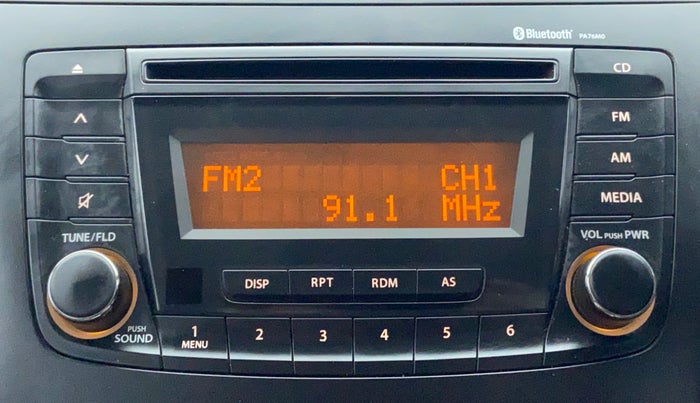 Bluetooth PA76M0
CD
FM
AM
MEDIA
FM2 CH1
91.1 MHz
TUNE/FLD
VOL PUSH PWR
DISP RPT RDM AS
PUSH
SOUND
1 2 3 4 5 6
MENU